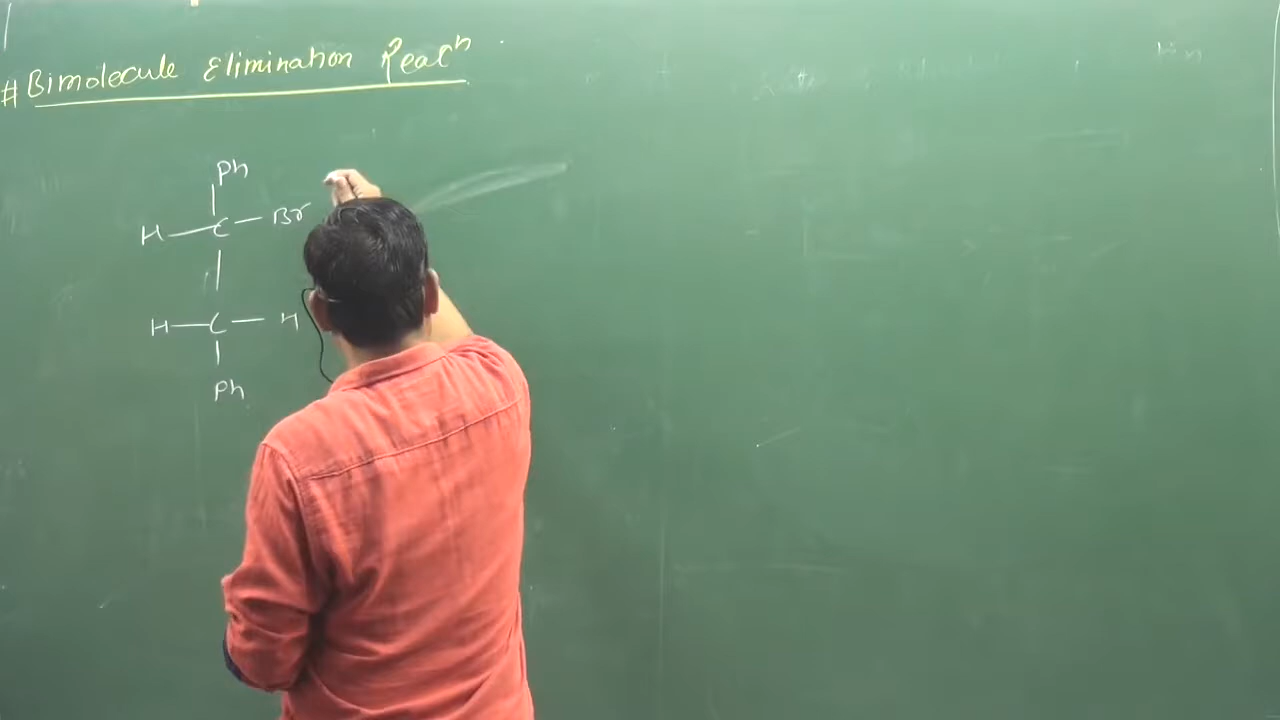 # Bimolecule Elimination Reacⁿ
Ph
H — C — Br
H — C — H
Ph